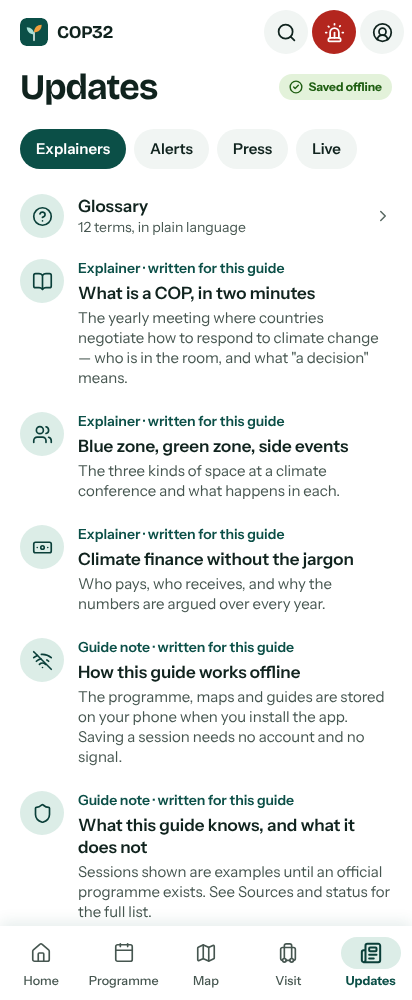 COP32
Updates
Saved offline
Explainers
Alerts
Press
Live
Glossary
12 terms, in plain language
Explainer · written for this guide
What is a COP, in two minutes
The yearly meeting where countries
negotiate how to respond to climate change
— who is in the room, and what "a decision"
means.
Explainer · written for this guide
Blue zone, green zone, side events
The three kinds of space at a climate
conference and what happens in each.
Explainer · written for this guide
Climate finance without the jargon
Who pays, who receives, and why the
numbers are argued over every year.
Guide note · written for this guide
How this guide works offline
The programme, maps and guides are stored
on your phone when you install the app.
Saving a session needs no account and no
signal.
Guide note · written for this guide
What this guide knows, and what it
does not
Sessions shown are examples until an official
programme exists. See Sources and status for
the full list.
Home
Programme
Map
Visit
Updates